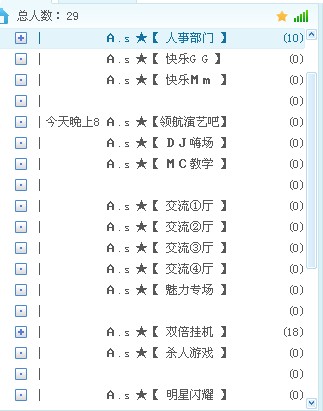 总人数：29
| A.s ★【 人亊部门 】 (10)
| A.s ★【 快乐ＧＧ 】 (0)
| A.s ★【 快乐Ｍｍ 】 (0)
| (0)
| 今天晚上8 A.s ★【领航演艺吧】 (0)
| A.s ★【 ＤＪ嗨场 】 (0)
| A.s ★【 ＭＣ教学 】 (0)
| (0)
| A.s ★【 交流①厅 】 (0)
| A.s ★【 交流②厅 】 (0)
| A.s ★【 交流③厅 】 (0)
| A.s ★【 交流④厅 】 (0)
| A.s ★【 魅力专场 】 (0)
| (0)
| A.s ★【 双倍挂机 】 (18)
| A.s ★【 杀人游戏 】 (0)
| (0)
| A.s ★【 明星闪耀 】 (0)